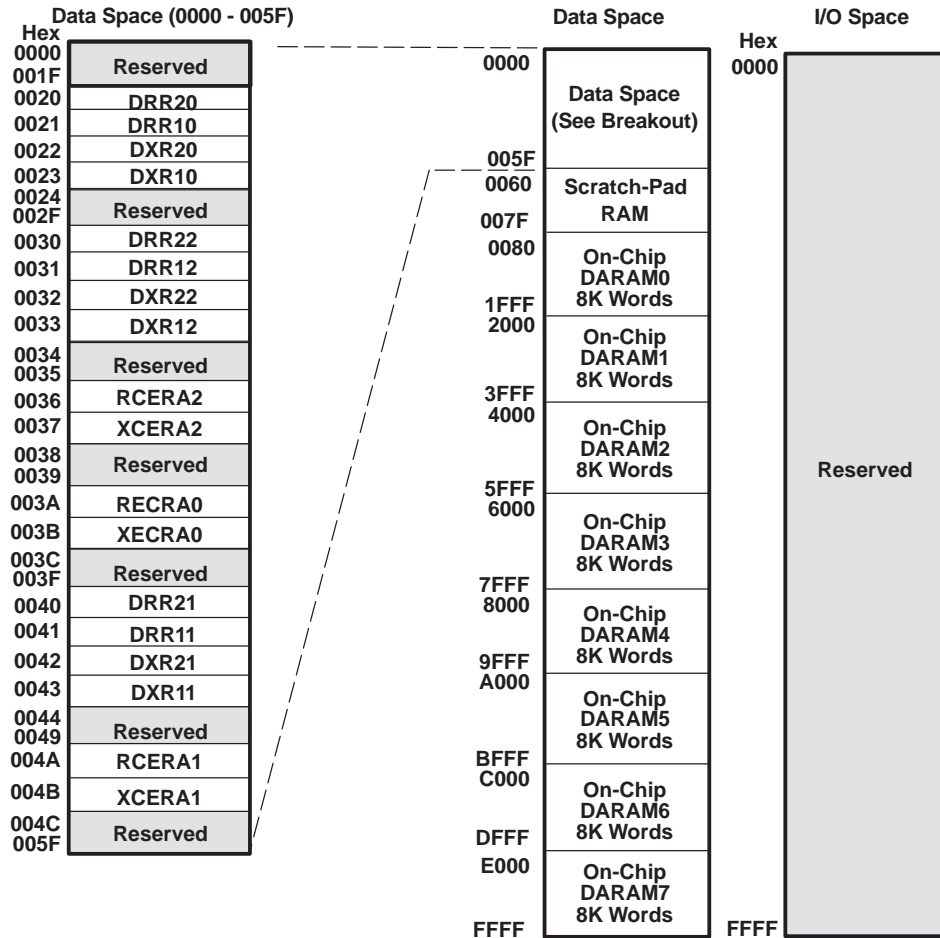 Data Space (0000 - 005F)
Hex
0000
001F
Reserved
0020
DRR20
0021
DRR10
0022
DXR20
0023
DXR10
0024
002F
Reserved
0030
DRR22
0031
DRR12
0032
DXR22
0033
DXR12
0034
0035
Reserved
0036
RCERA2
0037
XCERA2
0038
0039
Reserved
003A
RECRA0
003B
XECRA0
003C
003F
Reserved
0040
DRR21
0041
DRR11
0042
DXR21
0043
DXR11
0044
0049
Reserved
004A
RCERA1
004B
XCERA1
004C
005F
Reserved
Data Space
0000
Data Space
(See Breakout)
005F
0060
Scratch-Pad
RAM
007F
0080
On-Chip
DARAM0
8K Words
1FFF
2000
On-Chip
DARAM1
8K Words
3FFF
4000
On-Chip
DARAM2
8K Words
5FFF
6000
On-Chip
DARAM3
8K Words
7FFF
8000
On-Chip
DARAM4
8K Words
9FFF
A000
On-Chip
DARAM5
8K Words
BFFF
C000
On-Chip
DARAM6
8K Words
DFFF
E000
On-Chip
DARAM7
8K Words
FFFF
I/O Space
Hex
0000
Reserved
FFFF